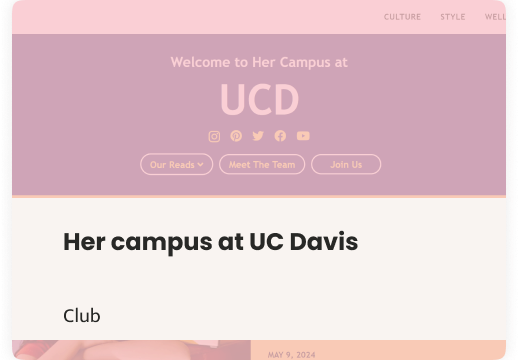 CULTURE STYLE WELL
Welcome to Her Campus at
UCD
Our Reads Meet The Team Join Us
Her campus at UC Davis
Club
MAY 9, 2024